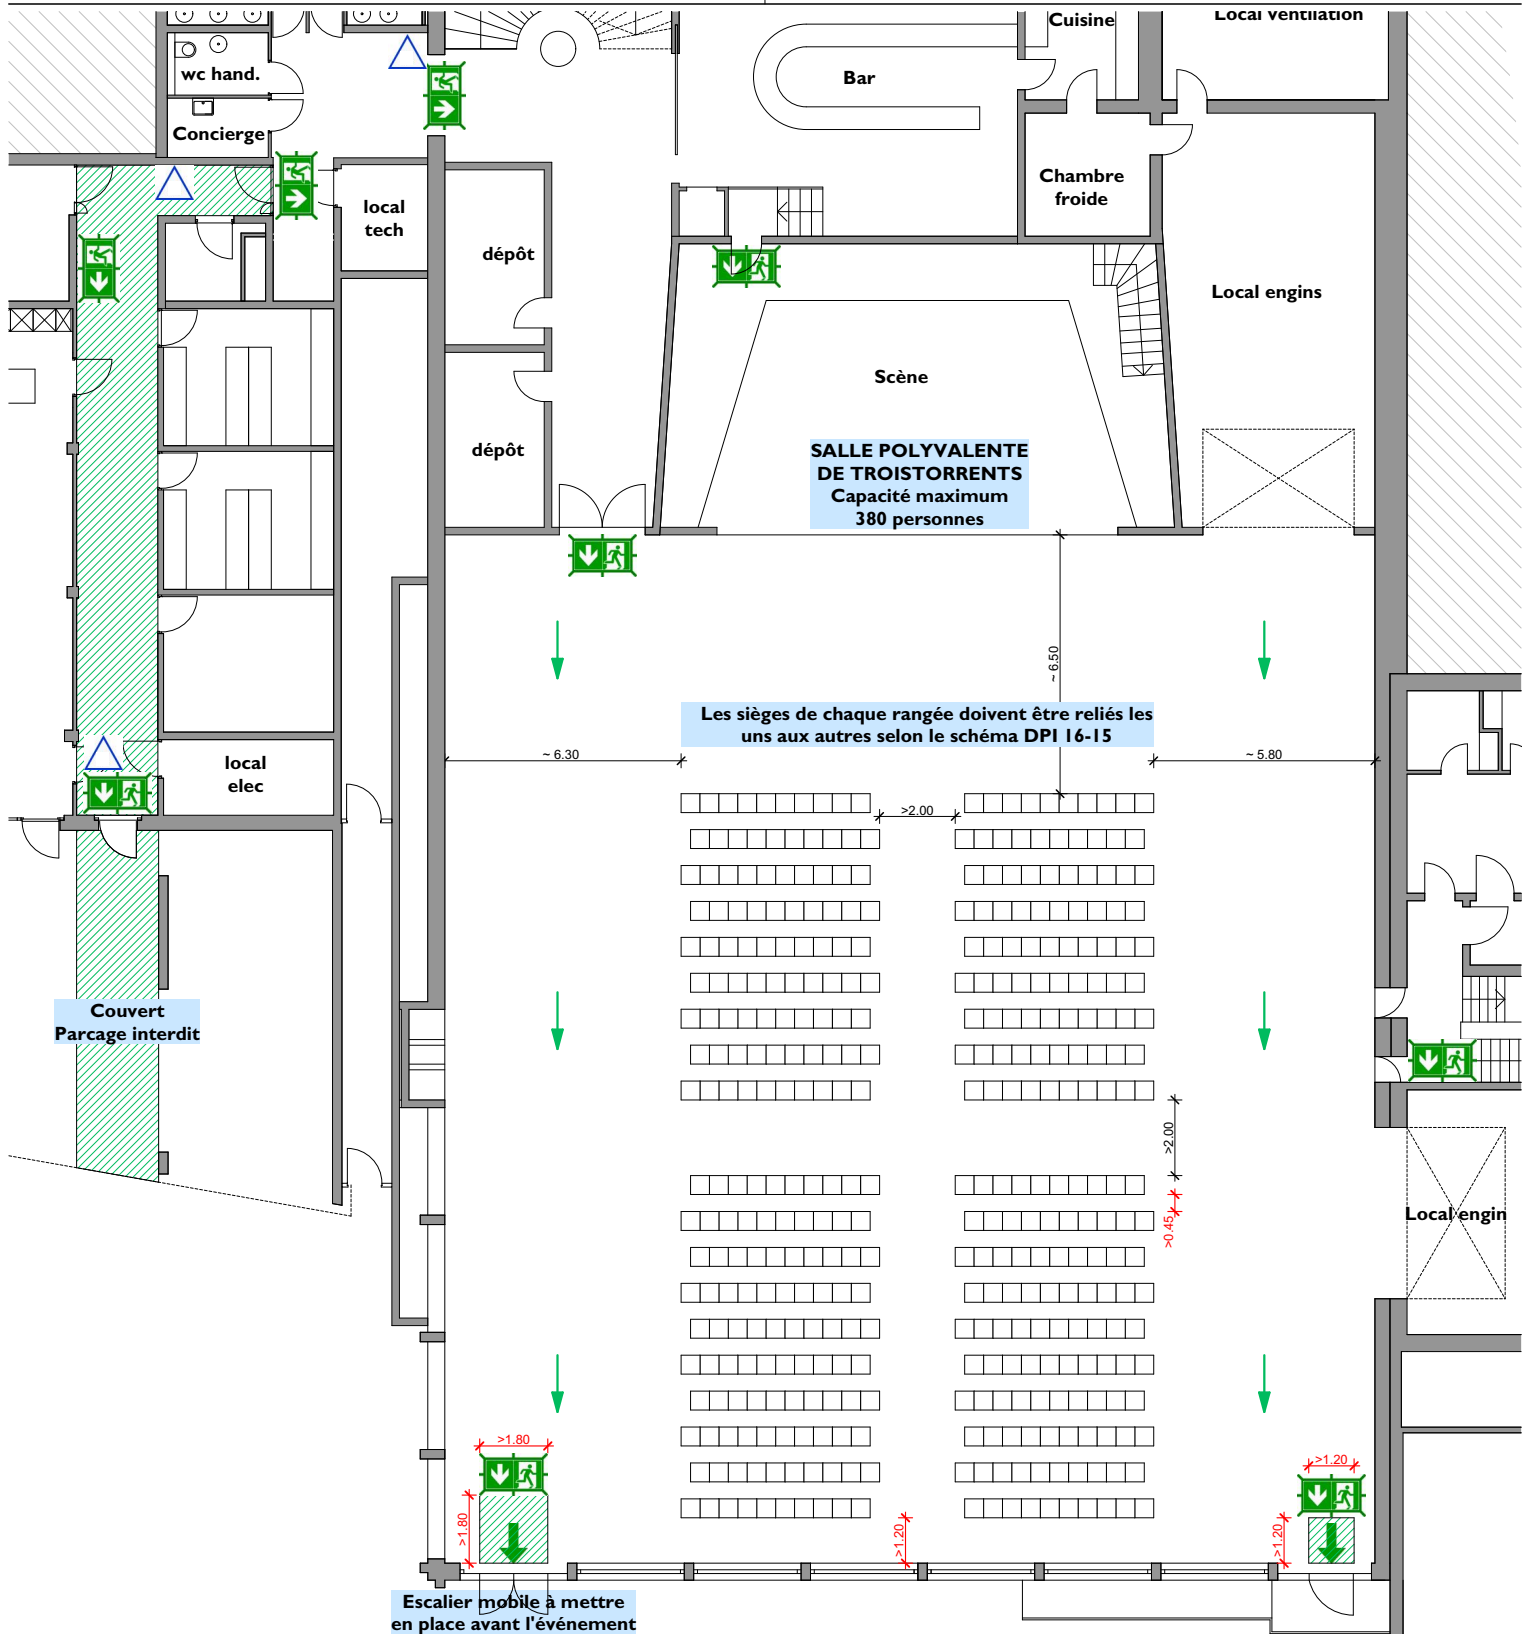 Cuisine
Local ventilation
wc hand.
Bar
Concierge
Chambre
froide
local
tech
dépôt
Local engins
Scène
dépôt
SALLE POLYVALENTE
DE TROISTORRENTS
Capacité maximum
380 personnes
~ 6.50
Les sièges de chaque rangée doivent être reliés les
uns aux autres selon le schéma DPI 16-15
~ 6.30
~ 5.80
local
elec
>2.00
Couvert
Parcage interdit
>2.00
>0.45
Local engin
>1.80
>1.20
>1.80
>1.20
>1.20
Escalier mobile à mettre
en place avant l'événement